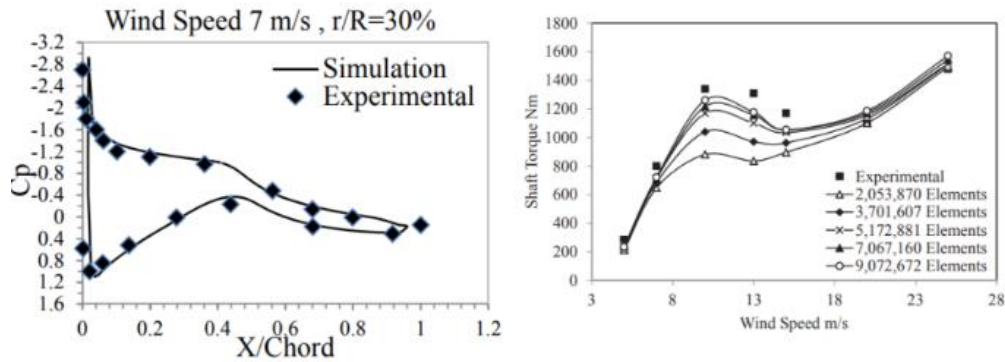 Wind Speed 7 m/s , r/R=30%
-3.2
-2.8
-2.4
-2
-1.6
-1.2
-0.8
-0.4
0
0.4
0.8
1.2
1.6
Cp
Simulation
Experimental
0 0.2 0.4 0.6 0.8 1 1.2
X/Chord
1800
1600
1400
1200
1000
800
600
400
200
0
Shaft Torque Nm
Experimental
2,053,870 Elements
3,701,607 Elements
5,172,881 Elements
7,067,160 Elements
9,072,672 Elements
3 8 13 18 23 28
Wind Speed m/s